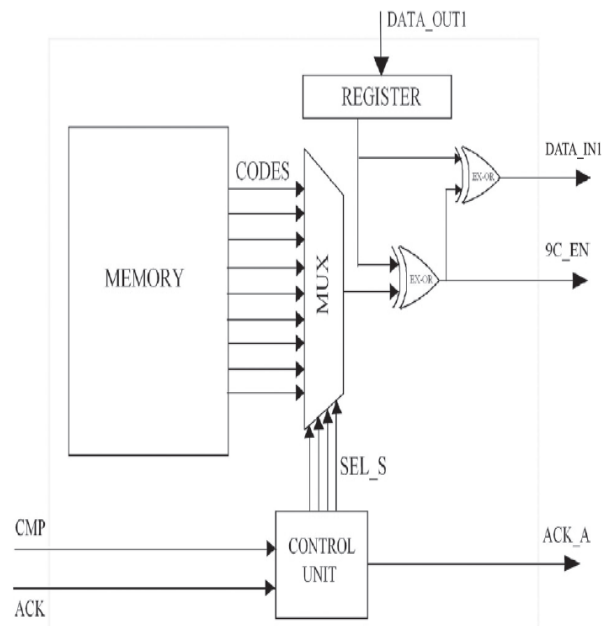 DATA_OUT1
REGISTER
CODES
DATA_IN1
EX-OR
9C_EN
MEMORY
MUX
EX-OR
SEL_S
CMP
CONTROL
UNIT
ACK_A
ACK